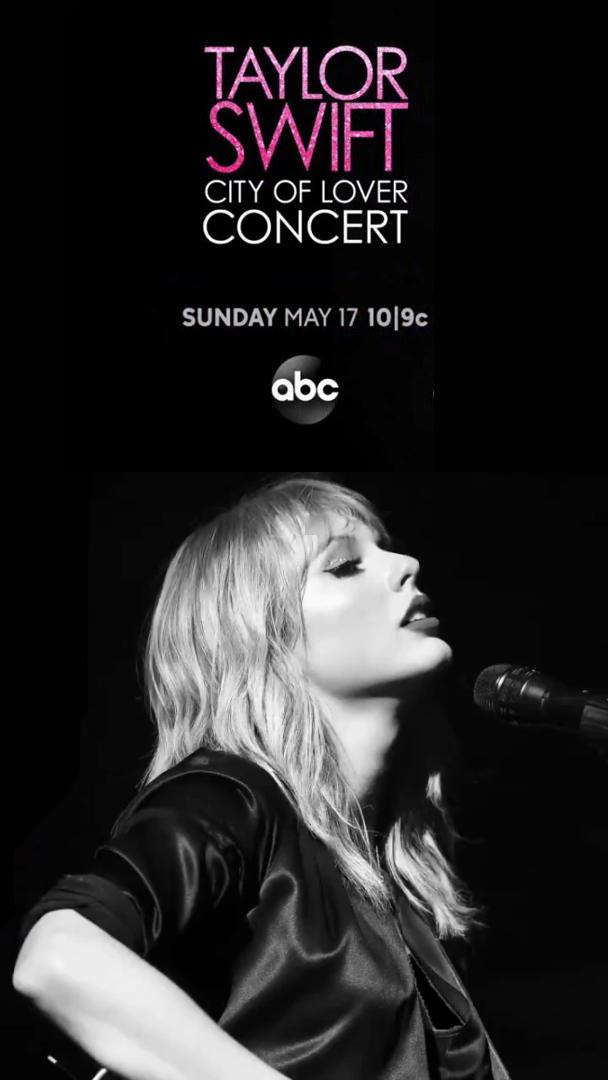 TAYLOR
SWIFT
CITY OF LOVER
CONCERT
SUNDAY MAY 17 10|9c
abc